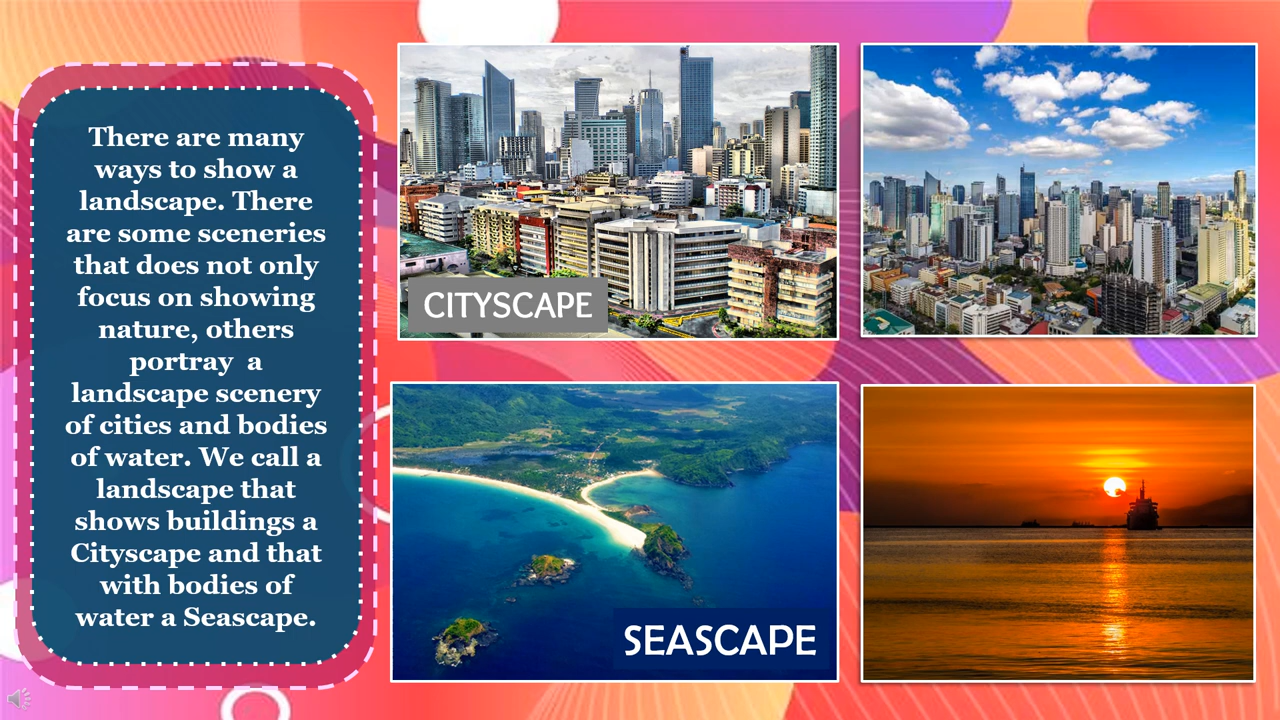 There are many
ways to show a
landscape. There
are some sceneries
that does not only
focus on showing
nature, others
portray  a
landscape scenery
of cities and bodies
of water. We call a
landscape that
shows buildings a
Cityscape and that
with bodies of
water a Seascape.
CITYSCAPE
SEASCAPE